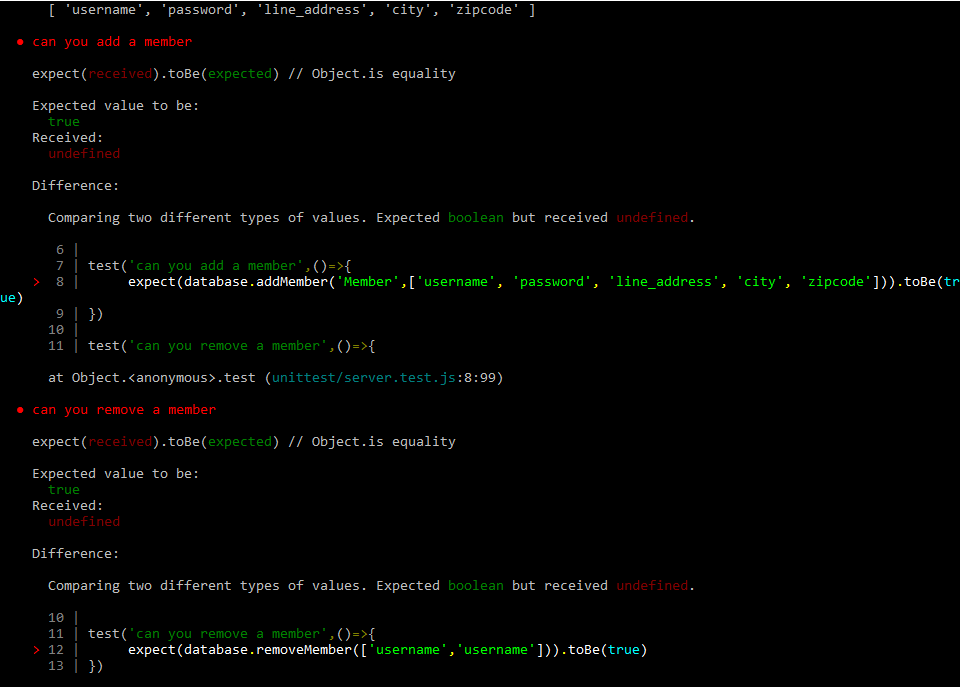 [ 'username', 'password', 'line_address', 'city', 'zipcode' ]
● can you add a member
expect(received).toBe(expected) // Object.is equality
Expected value to be:
true
Received:
undefined
Difference:
Comparing two different types of values. Expected boolean but received undefined.
6 |
7 | test('can you add a member',()=>{
> 8 | expect(database.addMember('Member',['username', 'password', 'line_address', 'city', 'zipcode'])).toBe(tr
ue)
9 | })
10 |
11 | test('can you remove a member',()=>{
at Object.<anonymous>.test (unittest/server.test.js:8:99)
● can you remove a member
expect(received).toBe(expected) // Object.is equality
Expected value to be:
true
Received:
undefined
Difference:
Comparing two different types of values. Expected boolean but received undefined.
10 |
11 | test('can you remove a member',()=>{
> 12 | expect(database.removeMember(['username','username'])).toBe(true)
13 | })